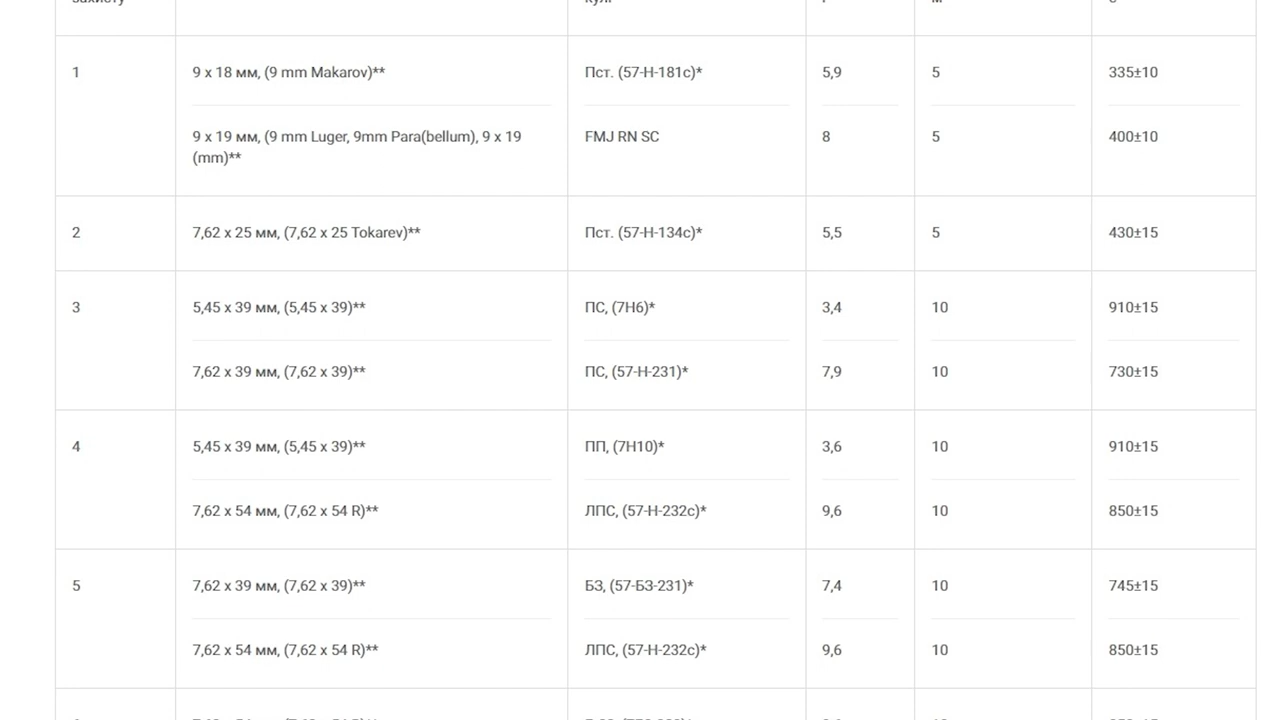 1
9 x 18 мм, (9 mm Makarov)**
Пст. (57-Н-181с)*
5,9
5
335±10
9 x 19 мм, (9 mm Luger, 9mm Para(bellum), 9 x 19
(mm)**
FMJ RN SC
8
5
400±10
2
7,62 x 25 мм, (7,62 x 25 Tokarev)**
Пст. (57-Н-134с)*
5,5
5
430±15
3
5,45 x 39 мм, (5,45 x 39)**
ПС, (7Н6)*
3,4
10
910±15
7,62 x 39 мм, (7,62 x 39)**
ПС, (57-Н-231)*
7,9
10
730±15
4
5,45 x 39 мм, (5,45 x 39)**
ПП, (7Н10)*
3,6
10
910±15
7,62 x 54 мм, (7,62 x 54 R)**
ЛПС, (57-Н-232с)*
9,6
10
850±15
5
7,62 x 39 мм, (7,62 x 39)**
БЗ, (57-БЗ-231)*
7,4
10
745±15
7,62 x 54 мм, (7,62 x 54 R)**
ЛПС, (57-Н-232с)*
9,6
10
850±15